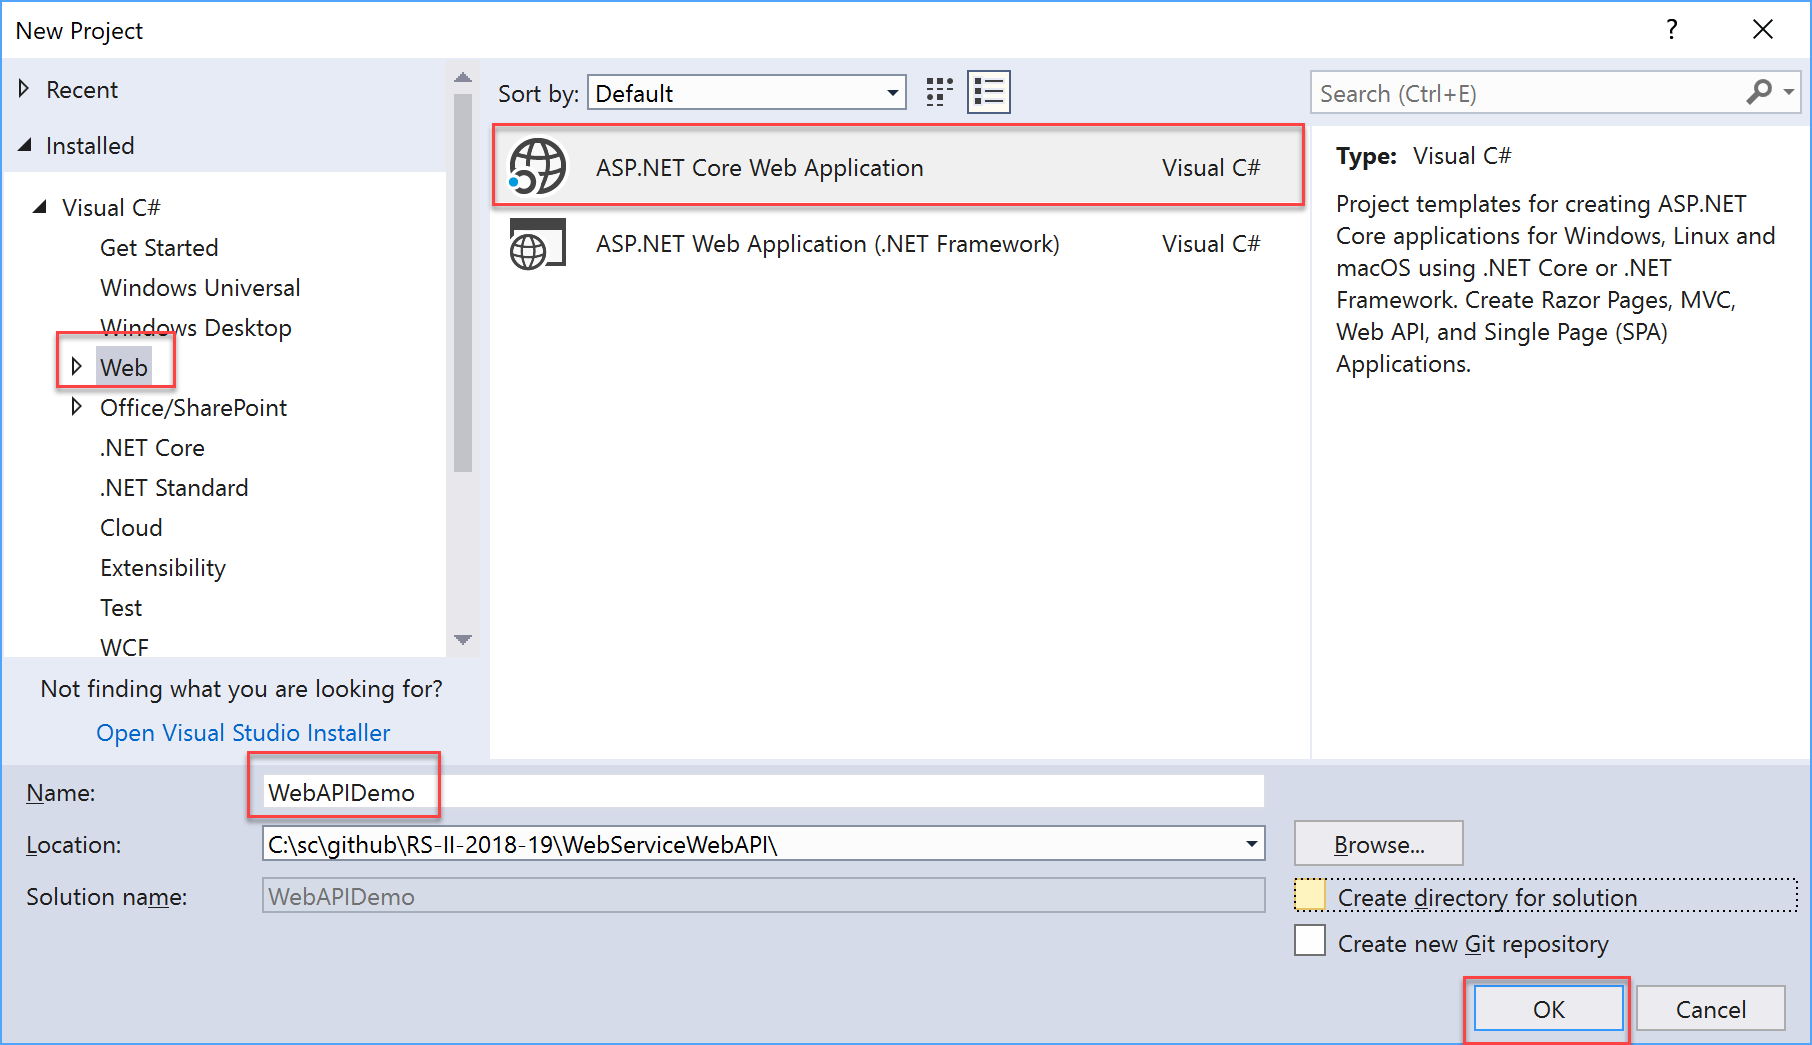 New Project
?
Recent
Installed
Visual C#
Get Started
Windows Universal
Windows Desktop
Web
Office/SharePoint
.NET Core
.NET Standard
Cloud
Extensibility
Test
WCF
Not finding what you are looking for?
Open Visual Studio Installer
Sort by: Default
ASP.NET Core Web Application Visual C#
ASP.NET Web Application (.NET Framework) Visual C#
Search (Ctrl+E)
Type: Visual C#
Project templates for creating ASP.NET
Core applications for Windows, Linux and
macOS using .NET Core or .NET
Framework. Create Razor Pages, MVC,
Web API, and Single Page (SPA)
Applications.
Name: WebAPIDemo
Location: C:\sc\github\RS-II-2018-19\WebServiceWebAPI\
Browse...
Solution name: WebAPIDemo
Create directory for solution
Create new Git repository
OK
Cancel